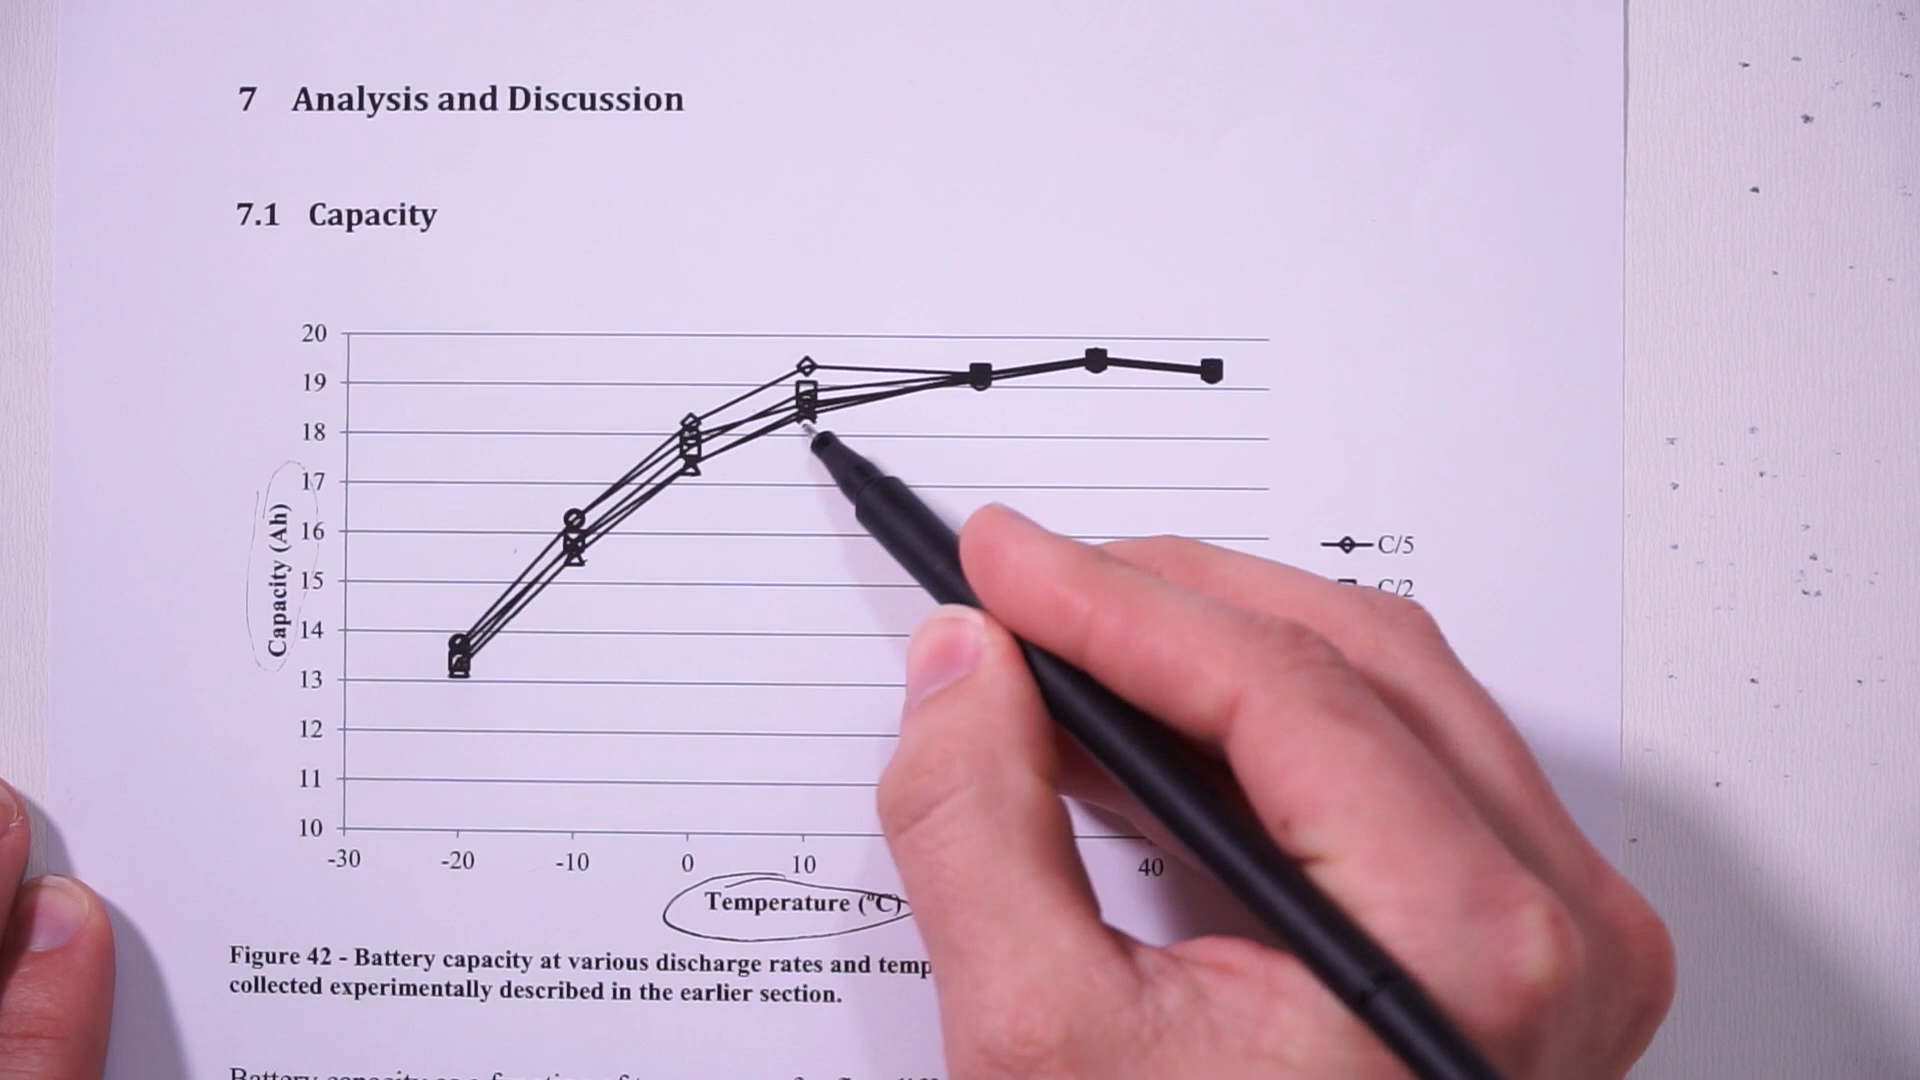 7 Analysis and Discussion
7.1 Capacity
20
19
18
17
16
15
14
13
12
11
10
Capacity (Ah)
-30 -20 -10 0 10 40
Temperature (°C)
C/5
C/2
Figure 42 - Battery capacity at various discharge rates and temp
collected experimentally described in the earlier section.
Battery capacity